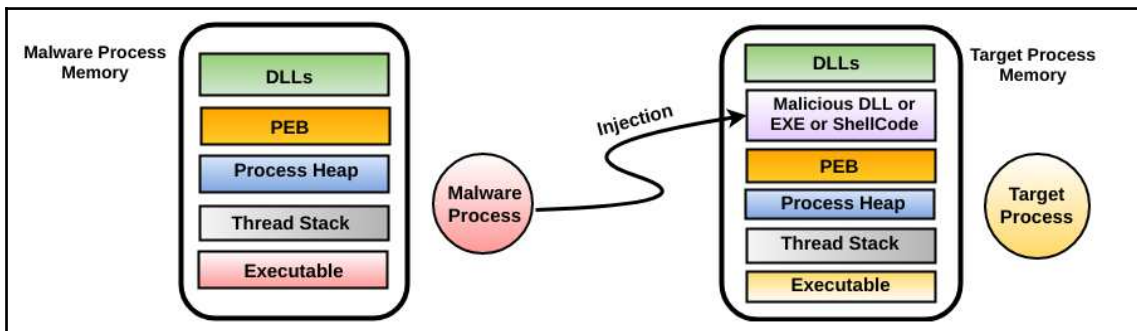 Malware Process
Memory
DLLs
PEB
Process Heap
Thread Stack
Executable
Malware
Process
Injection
DLLs
Malicious DLL or
EXE or ShellCode
PEB
Process Heap
Thread Stack
Executable
Target Process
Memory
Target
Process